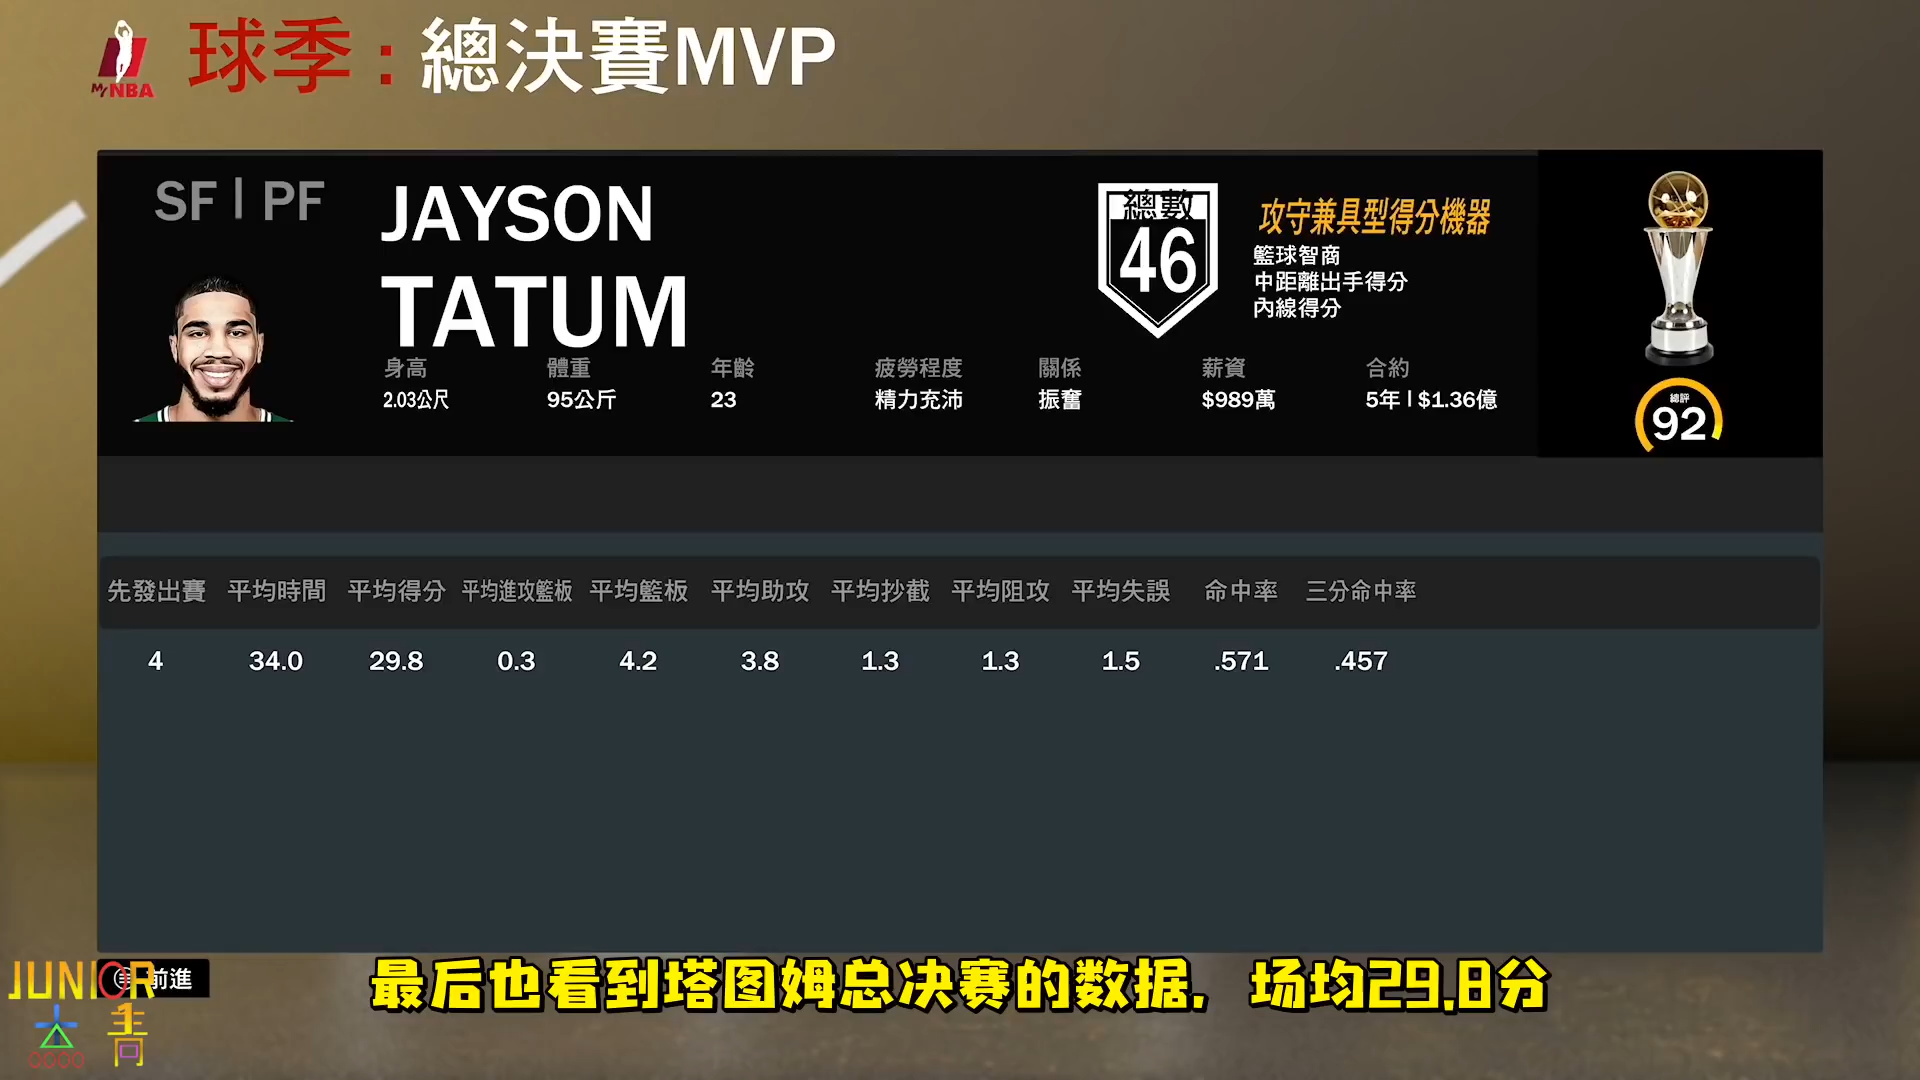 My NBA
球季 : 總決賽MVP
SF | PF
JAYSON
TATUM
總數
46
攻守兼具型得分機器
籃球智商
中距離出手得分
內線得分
身高 體重 年齡 疲勞程度 關係 薪資 合約
2.03公尺 95公斤 23 精力充沛 振奮 $989萬 5年 | $1.36億
總評
92
先發出賽 平均時間 平均得分 平均進攻籃板 平均籃板 平均助攻 平均抄截 平均阻攻 平均失誤 命中率 三分命中率
4 34.0 29.8 0.3 4.2 3.8 1.3 1.3 1.5 .571 .457
前進
JUNIOR
最后也看到塔图姆总决赛的数据, 场均29.8分